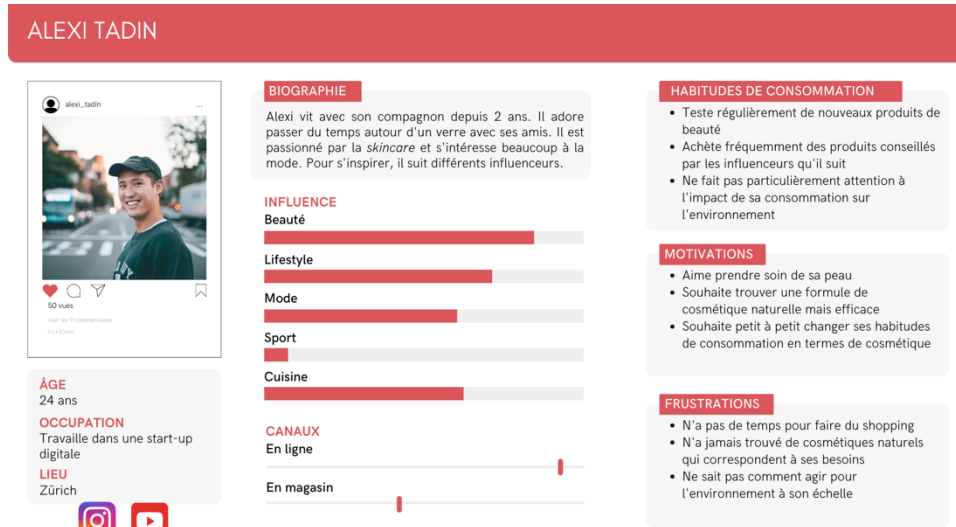 ALEXI TADIN
alexi_tadin
...
50 vues
Voir les 9 commentaires
Il y a 2 jours
ÂGE
24 ans
OCCUPATION
Travaille dans une start-up
digitale
LIEU
Zürich
BIOGRAPHIE
Alexi vit avec son compagnon depuis 2 ans. Il adore
passer du temps autour d'un verre avec ses amis. Il est
passionné par la skincare et s'intéresse beaucoup à la
mode. Pour s'inspirer, il suit différents influenceurs.
INFLUENCE
Beauté
Lifestyle
Mode
Sport
Cuisine
CANAUX
En ligne
En magasin
HABITUDES DE CONSOMMATION
• Teste régulièrement de nouveaux produits de
beauté
• Achète fréquemment des produits conseillés
par les influenceurs qu'il suit
• Ne fait pas particulièrement attention à
l'impact de sa consommation sur
l'environnement
MOTIVATIONS
• Aime prendre soin de sa peau
• Souhaite trouver une formule de
cosmétique naturelle mais efficace
• Souhaite petit à petit changer ses habitudes
de consommation en termes de cosmétique
FRUSTRATIONS
• N'a pas de temps pour faire du shopping
• N'a jamais trouvé de cosmétiques naturels
qui correspondent à ses besoins
• Ne sait pas comment agir pour
l'environnement à son échelle